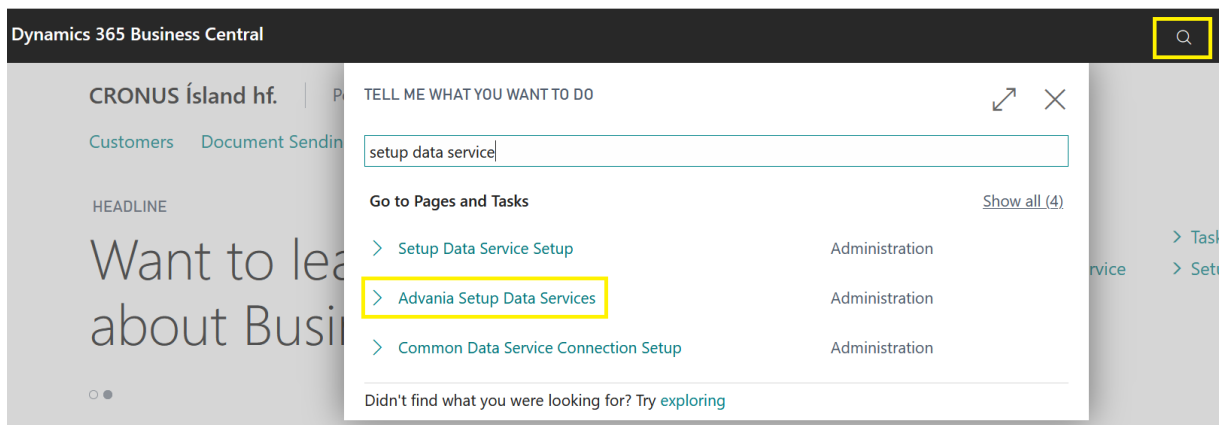 Dynamics 365 Business Central
CRONUS Ísland hf.
TELL ME WHAT YOU WANT TO DO
Customers Document Sendin
setup data service
HEADLINE
Go to Pages and Tasks Show all (4)
Want to lea
about Busi
Setup Data Service Setup Administration
Advania Setup Data Services Administration
Common Data Service Connection Setup Administration
rvice
Task
Setu
Didn't find what you were looking for? Try exploring